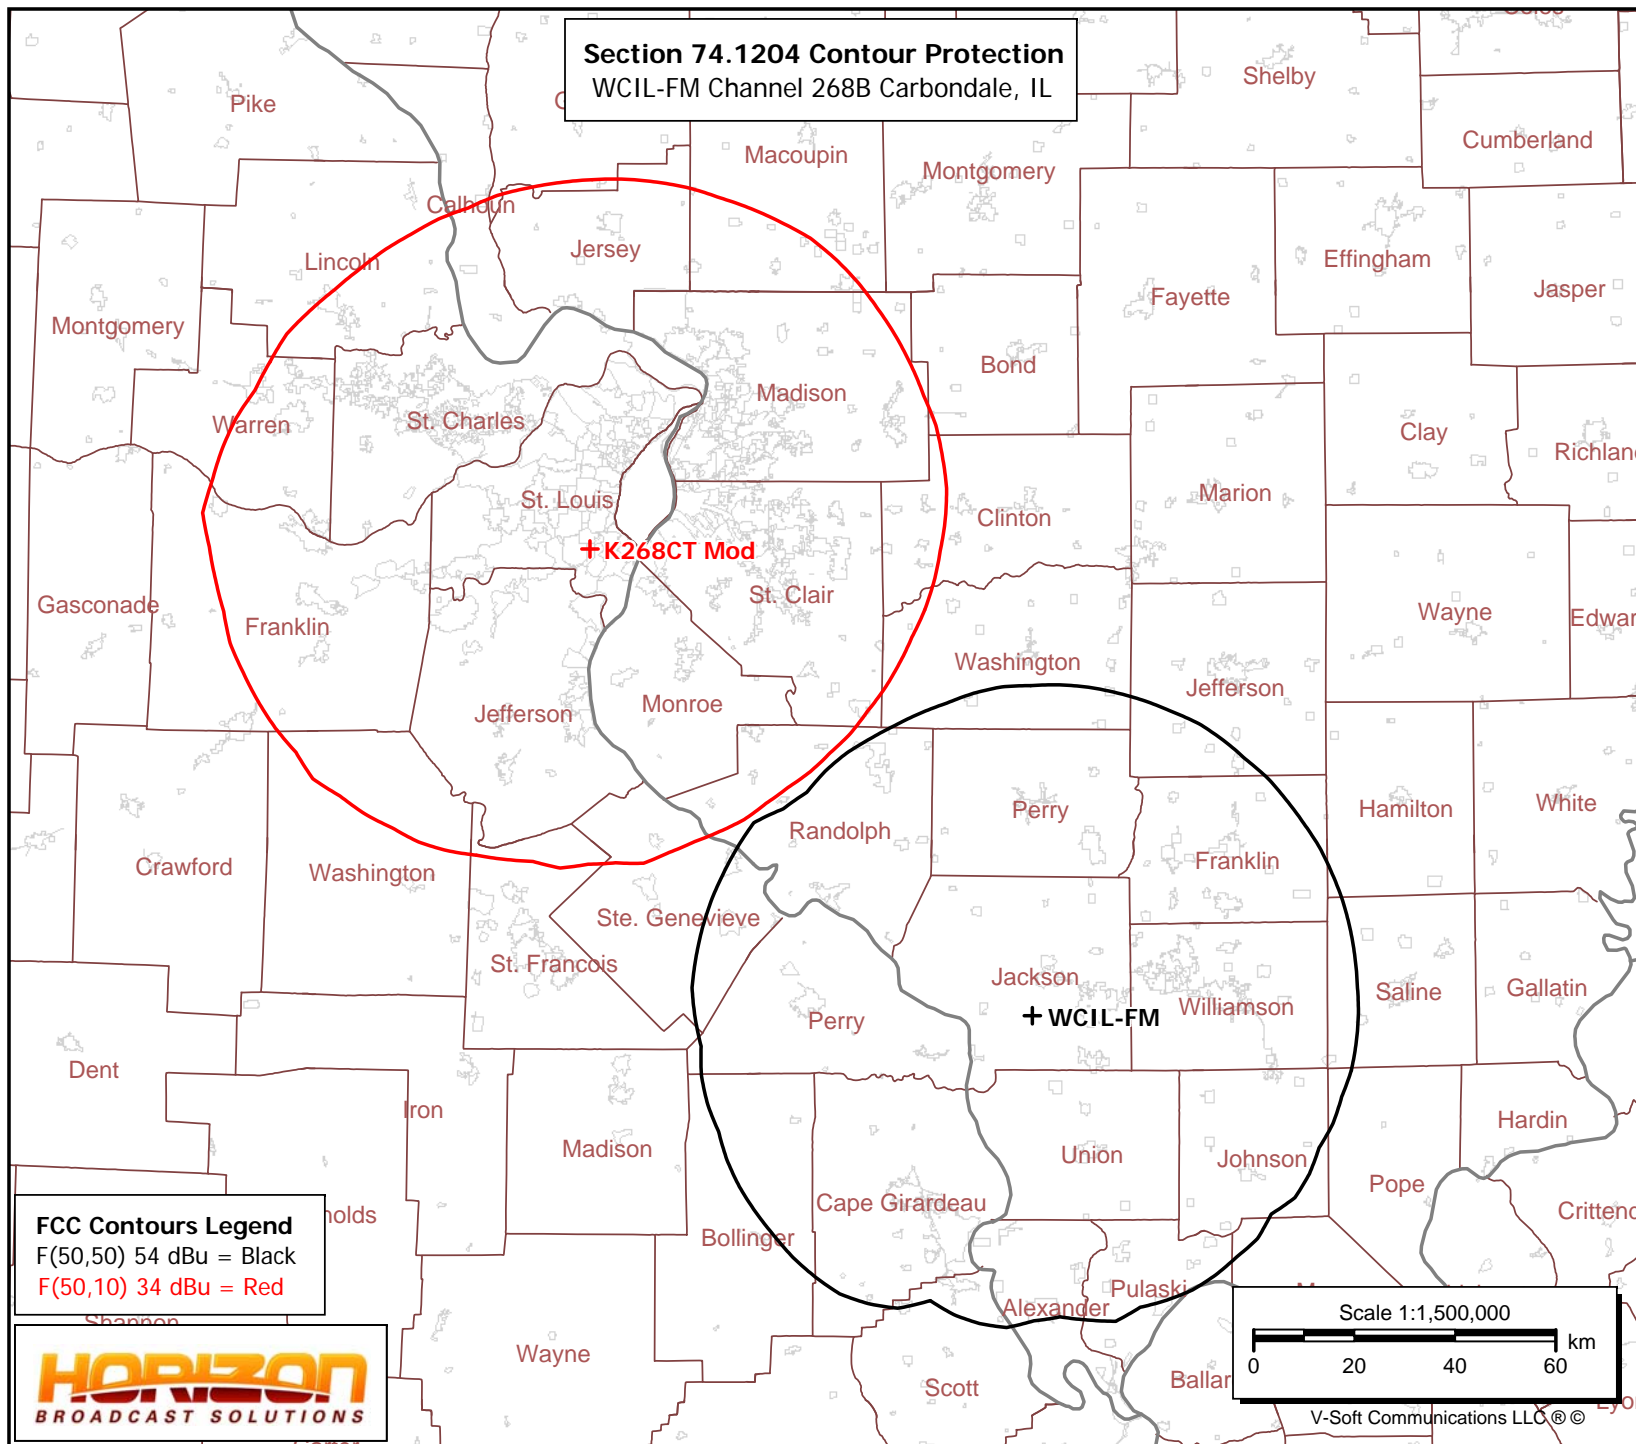 Section 74.1204 Contour Protection
WCIL-FM Channel 268B Carbondale, IL
Shelby
Pike
Cumberland
Macoupin
Montgomery
Calhoun
Jersey
Lincoln
Effingham
Jasper
Fayette
Montgomery
Bond
Madison
Warren
St. Charles
Clay
Richland
St. Louis
Marion
Clinton
K268CT Mod
St. Clair
Gasconade
Franklin
Wayne
Edwar
Washington
Jefferson
Monroe
Jefferson
Perry
Hamilton
White
Randolph
Crawford
Washington
Franklin
Ste. Genevieve
St. Francois
Jackson
Williamson
Saline
Gallatin
Perry
WCIL-FM
Dent
Iron
Hardin
Madison
Union
Johnson
Pope
Cape Girardeau
Crittend
nolds
Bollinger
FCC Contours Legend
F(50,50) 54 dBu = Black
F(50,10) 34 dBu = Red
Pulaski
Alexander
Shannon
Scale 1:1,500,000
km
0 20 40 60
Wayne
Scott
Ballar
HORIZON
BROADCAST SOLUTIONS
V-Soft Communications LLC ® ©